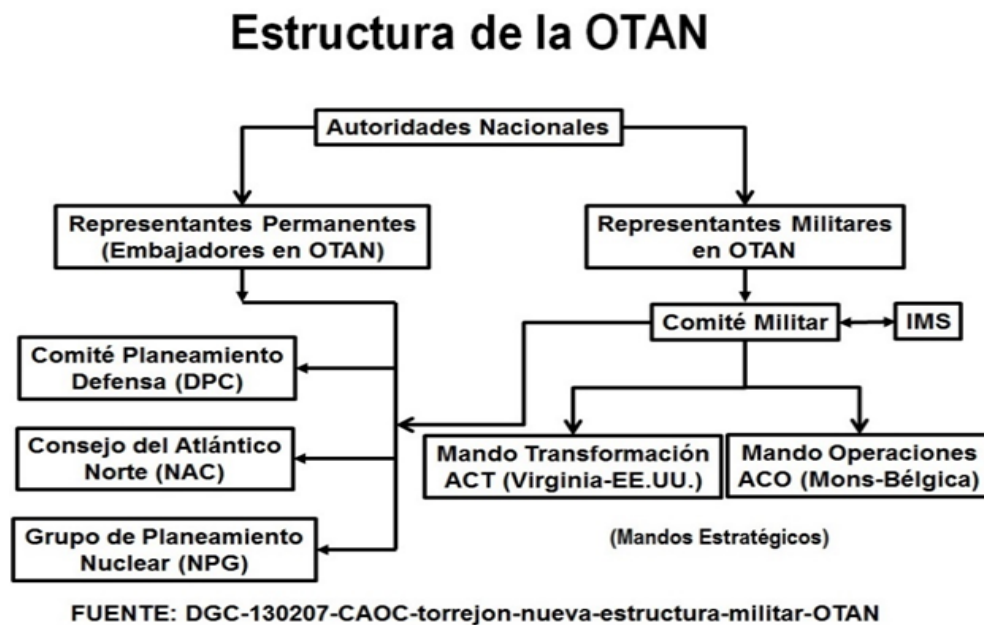 Estructura de la OTAN
Autoridades Nacionales
Representantes Permanentes
(Embajadores en OTAN)
Representantes Militares
en OTAN
Comité Militar
IMS
Comité Planeamiento
Defensa (DPC)
Consejo del Atlántico
Norte (NAC)
Grupo de Planeamiento
Nuclear (NPG)
Mando Transformación
ACT (Virginia-EE.UU.)
Mando Operaciones
ACO (Mons-Bélgica)
(Mandos Estratégicos)
FUENTE: DGC-130207-CAOC-torrejon-nueva-estructura-militar-OTAN